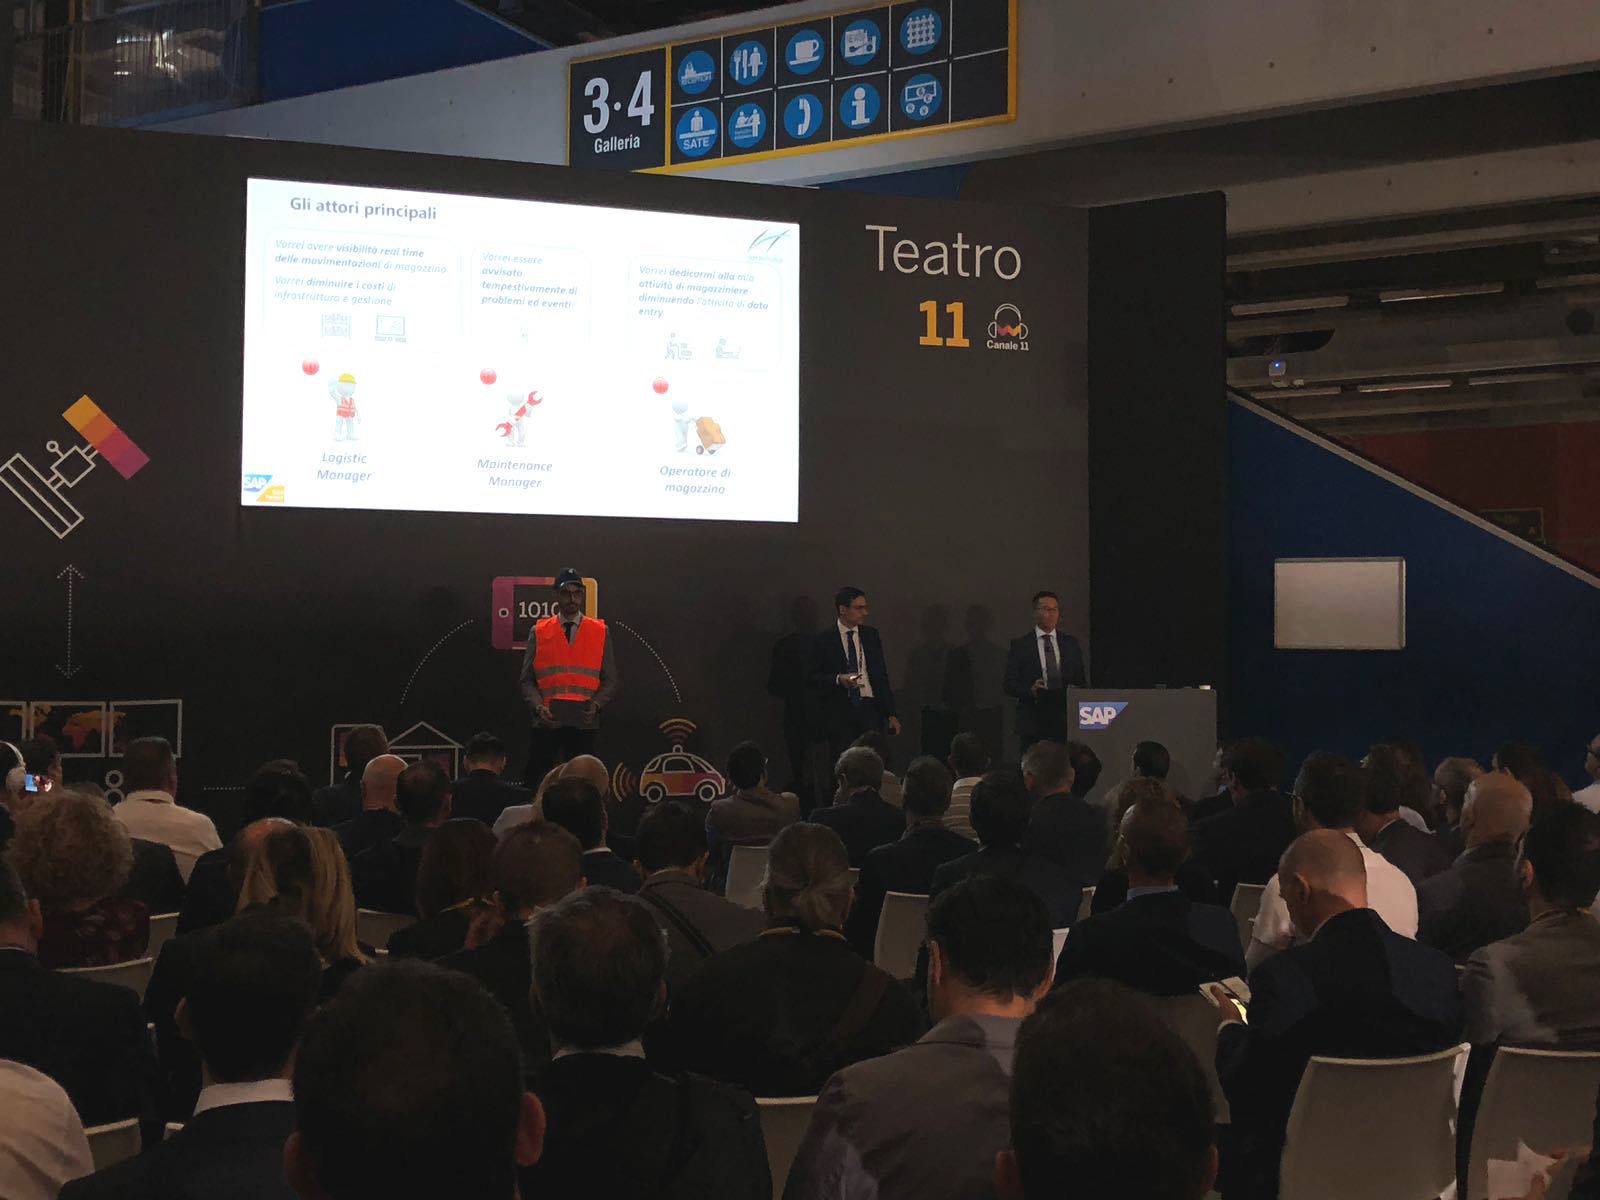 3·4
Galleria
RECEPTION
SATE
Gli attori principali
Vorrei avere visibilità real time
delle movimentazioni di magazzino
Vorrei diminuire i costi di
infrastruttura e gestione
Vorrei essere
avvisato
tempestivamente di
problemi ed eventi
Vorrei dedicarmi alla mia
attività di magazziniere
diminuendo l'attività di data
entry
Logistic
Manager
Maintenance
Manager
Operatore di
magazzino
SAP
Teatro
11
Canale 11
1010
SAP